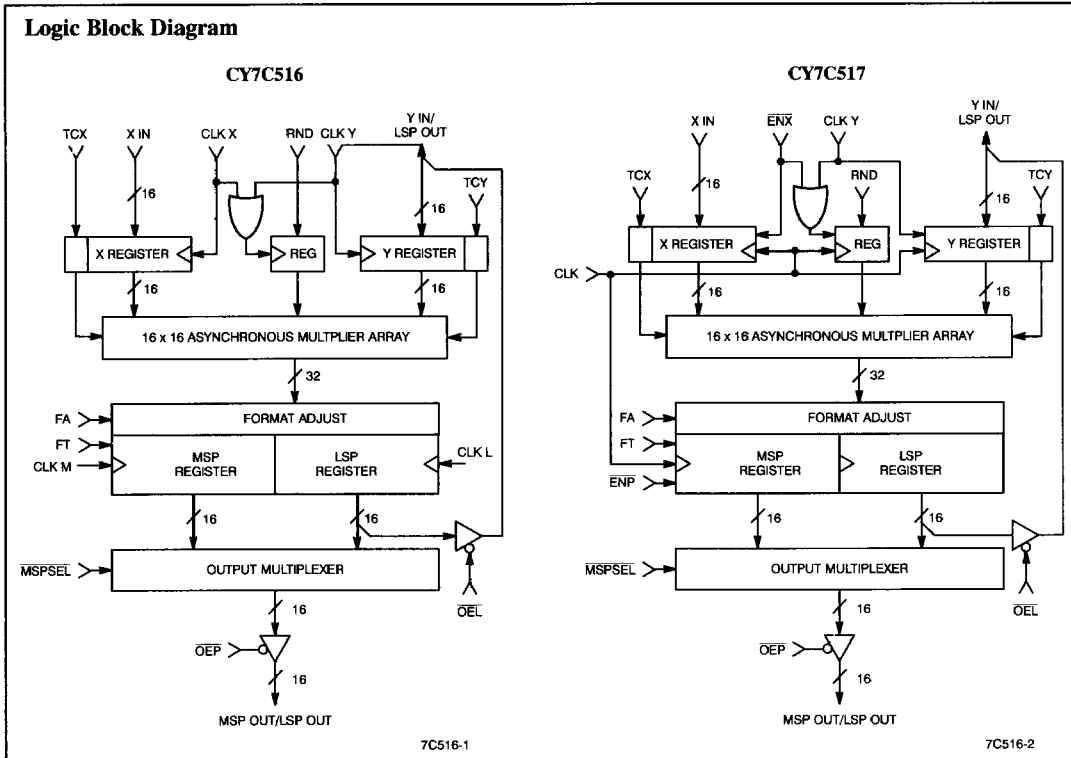 Logic Block Diagram
CY7C516
TCX
X IN
CLK X
RND
CLK Y
Y IN/
LSP OUT
TCY
16
16
X REGISTER
REG
Y REGISTER
16
16
16 x 16 ASYNCHRONOUS MULTPLIER ARRAY
32
FA
FORMAT ADJUST
FT
CLK M
MSP
REGISTER
LSP
REGISTER
CLK L
16
16
MSPSEL
OUTPUT MULTIPLEXER
OEL
16
OEP
16
MSP OUT/LSP OUT
7C516-1
CY7C517
X IN
ENX
CLK Y
Y IN/
LSP OUT
TCX
RND
TCY
16
16
X REGISTER
REG
Y REGISTER
CLK
16
16
16 x 16 ASYNCHRONOUS MULTPLIER ARRAY
32
FA
FORMAT ADJUST
FT
ENP
MSP
REGISTER
LSP
REGISTER
16
16
MSPSEL
OUTPUT MULTIPLEXER
OEL
16
OEP
16
MSP OUT/LSP OUT
7C516-2